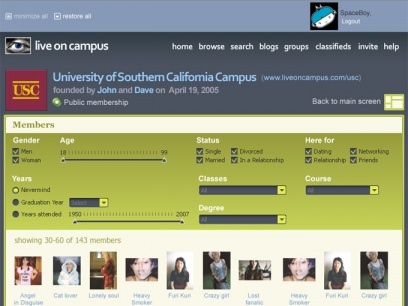 minimize all restore all SpaceBoy,
Logout
live on campus home browse search blogs groups classifieds invite help
USC University of Southern California Campus (www.liveoncampus.com/usc)
founded by John and Dave on April 19, 2005
Public membership Back to main screen
Members
Gender Age Status Here for
Men 18 99 Single Divorced Dating Networking
Woman Married In a Relationship Relationship Friends
Years Classes Course
Nevermind All All
Graduation Year Select
Degree
Years attended 1950 2007 All
showing 30-60 of 143 members
Angel in Disguise Cat lover Lonely soul Heavy Smoker Furi Kuri Crazy girl Lost fanatic Heavy Smoker Furi Kuri Crazy girl